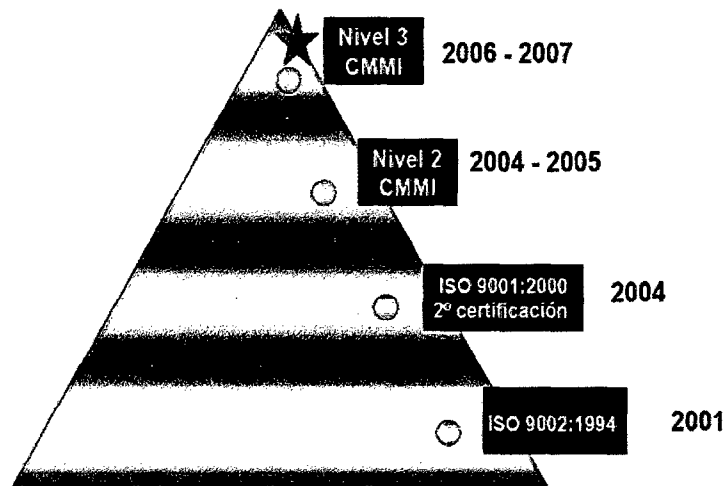 Nivel 3
CMMI
2006 - 2007
Nivel 2
CMMI
2004 - 2005
ISO 9001:2000
2º certificación
2004
ISO 9002:1994
2001